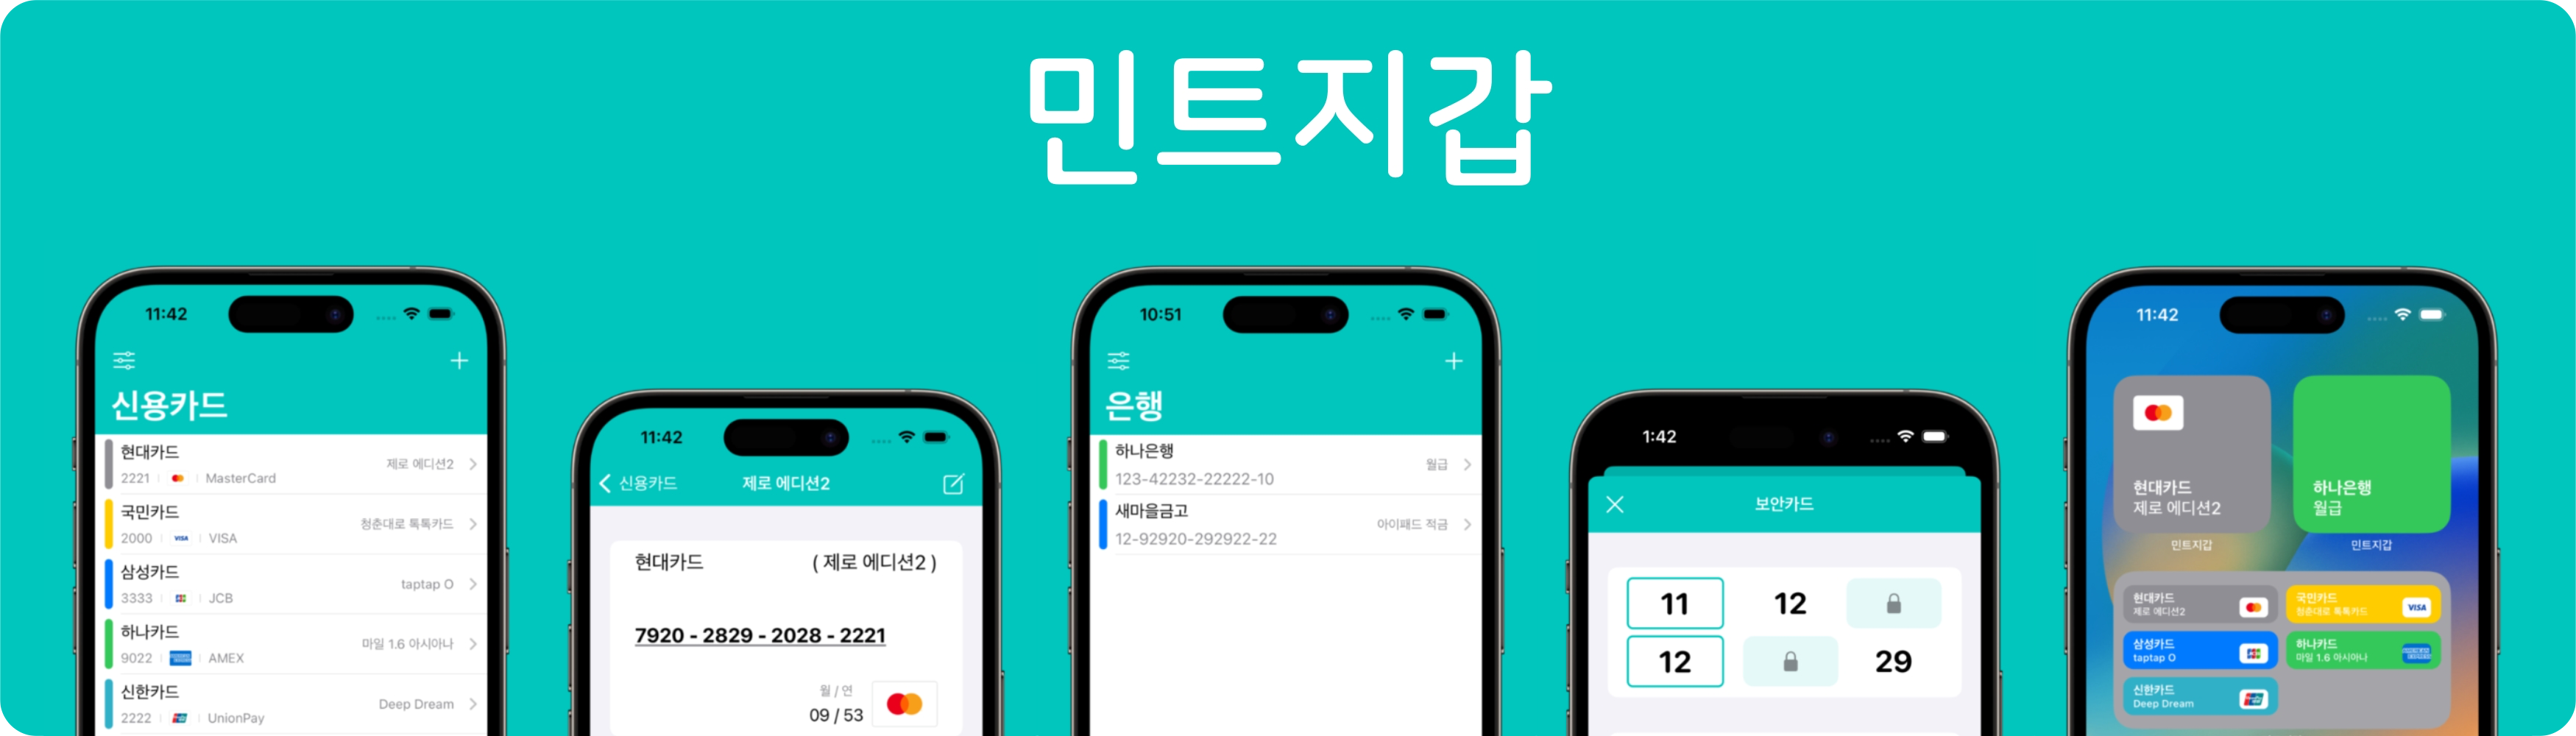 민트지갑
11:42
신용카드
현대카드
제로 에디션2
2221 | MasterCard
국민카드
청춘대로 톡톡카드
2000 | VISA | VISA
삼성카드
taptap O
3333 | JCB | JCB
하나카드
마일 1.6 아시아나
9022 | AMEX
신한카드
Deep Dream
2222 | UnionPay
11:42
신용카드
제로 에디션2
현대카드 ( 제로 에디션2 )
7920 - 2829 - 2028 - 2221
월 / 연
09 / 53
10:51
은행
하나은행
월급
123-42232-22222-10
새마을금고
아이패드 적금
12-92920-292922-22
1:42
보안카드
11 12
12 29
11:42
현대카드
제로 에디션2
하나은행
월급
민트지갑
민트지갑
현대카드
제로 에디션2
국민카드
청춘대로 톡톡카드
VISA
삼성카드
taptap O
JCB
하나카드
마일 1.6 아시아나
신한카드
Deep Dream